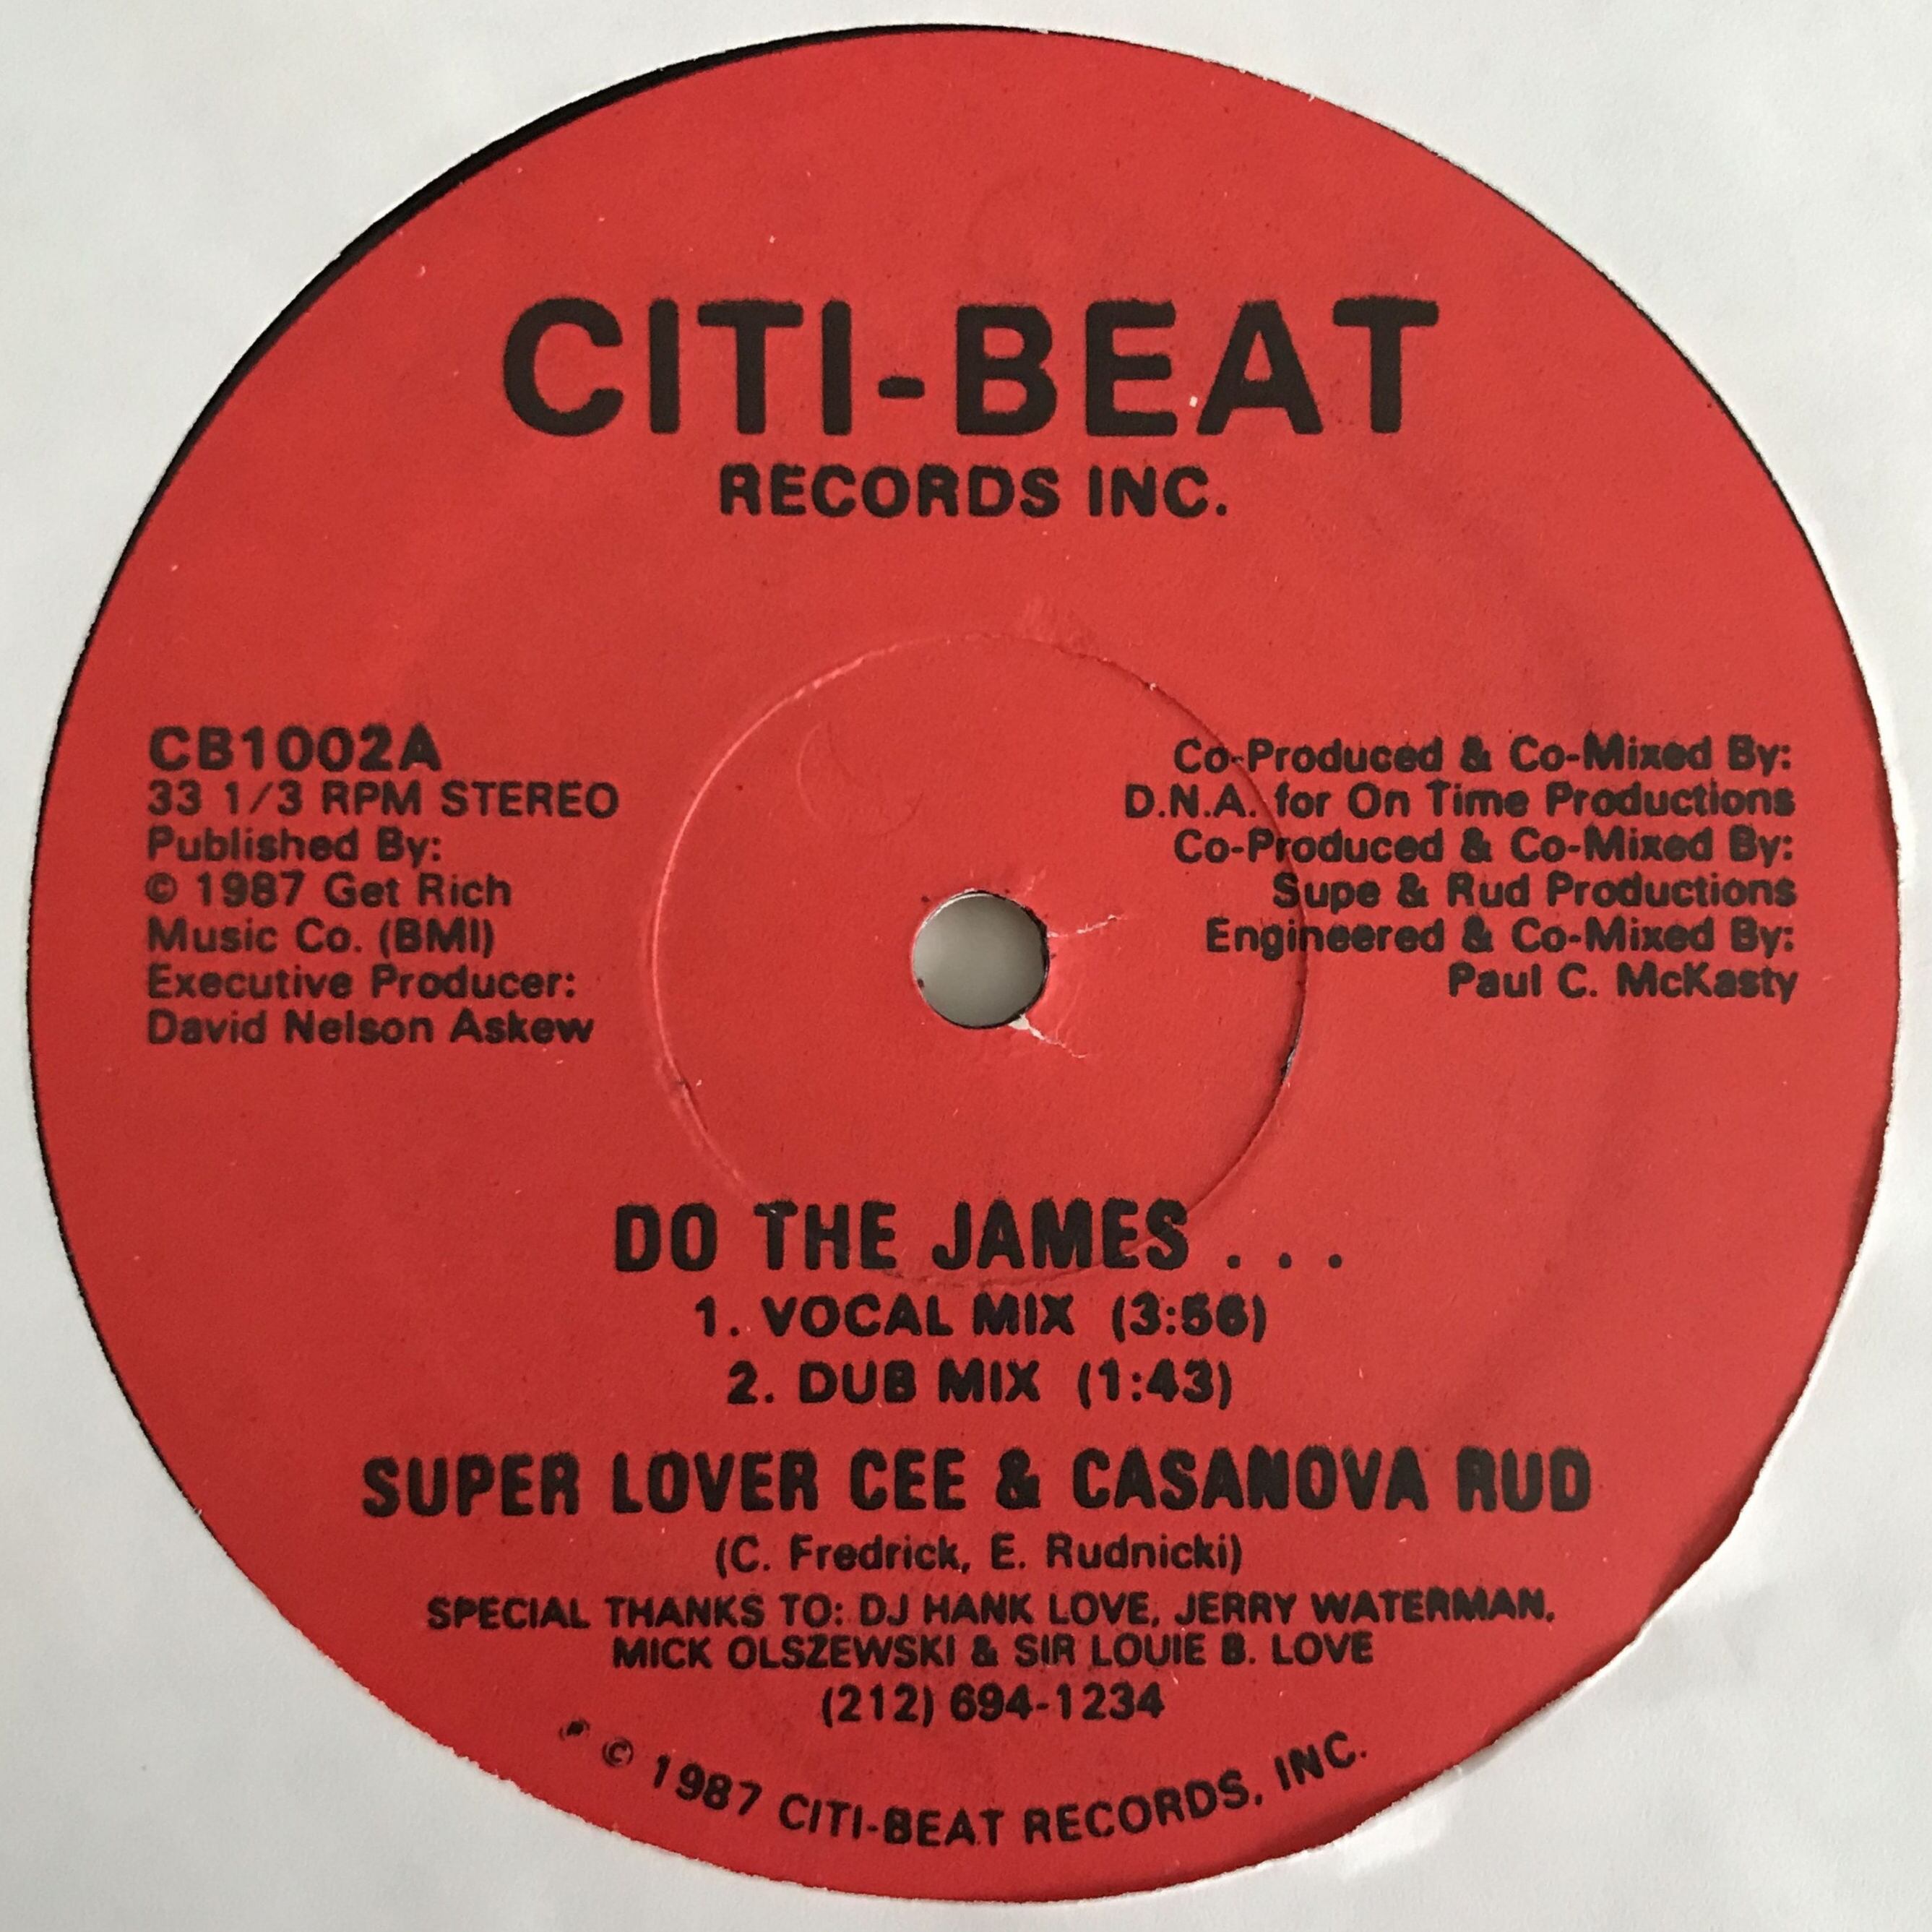 CITI-BEAT
RECORDS INC.
CB1002A
33 1/3 RPM STEREO
Published By:
© 1987 Get Rich
Music Co. (BMI)
Executive Producer:
David Nelson Askew
Co-Produced & Co-Mixed By:
D.N.A. for On Time Productions
Co-Produced & Co-Mixed By:
Supe & Rud Productions
Engineered & Co-Mixed By:
Paul C. McKasty
DO THE JAMES . . .
1. VOCAL MIX (3:56)
2. DUB MIX (1:43)
SUPER LOVER CEE & CASANOVA RUD
(C. Fredrick, E. Rudnicki)
SPECIAL THANKS TO: DJ HANK LOVE, JERRY WATERMAN,
MICK OLSZEWSKI & SIR LOUIE B. LOVE
(212) 694-1234
© 1987 CITI-BEAT RECORDS, INC.